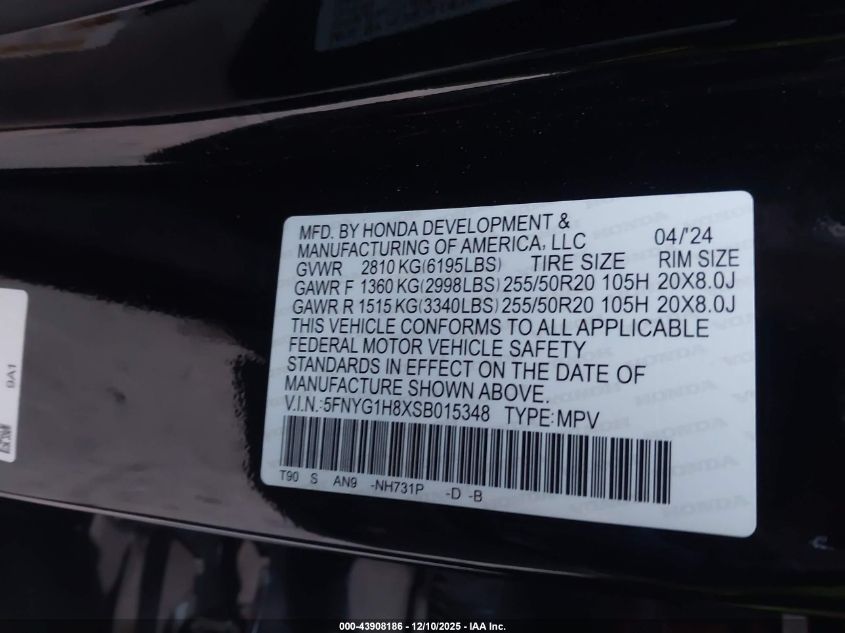 MFD. BY HONDA DEVELOPMENT &
MANUFACTURING OF AMERICA, LLC 04/'24
GVWR 2810 KG(6195LBS) TIRE SIZE RIM SIZE
GAWR F 1360 KG(2998LBS) 255/50R20 105H 20X8.0J
GAWR R 1515 KG(3340LBS) 255/50R20 105H 20X8.0J
THIS VEHICLE CONFORMS TO ALL APPLICABLE
FEDERAL MOTOR VEHICLE SAFETY
STANDARDS IN EFFECT ON THE DATE OF
MANUFACTURE SHOWN ABOVE.
V.I.N.:5FNYG1H8XSB015348 TYPE:MPV
T90 S AN9 -NH731P -D -B
9A1
000-43908186 - 12/10/2025 - IAA Inc.